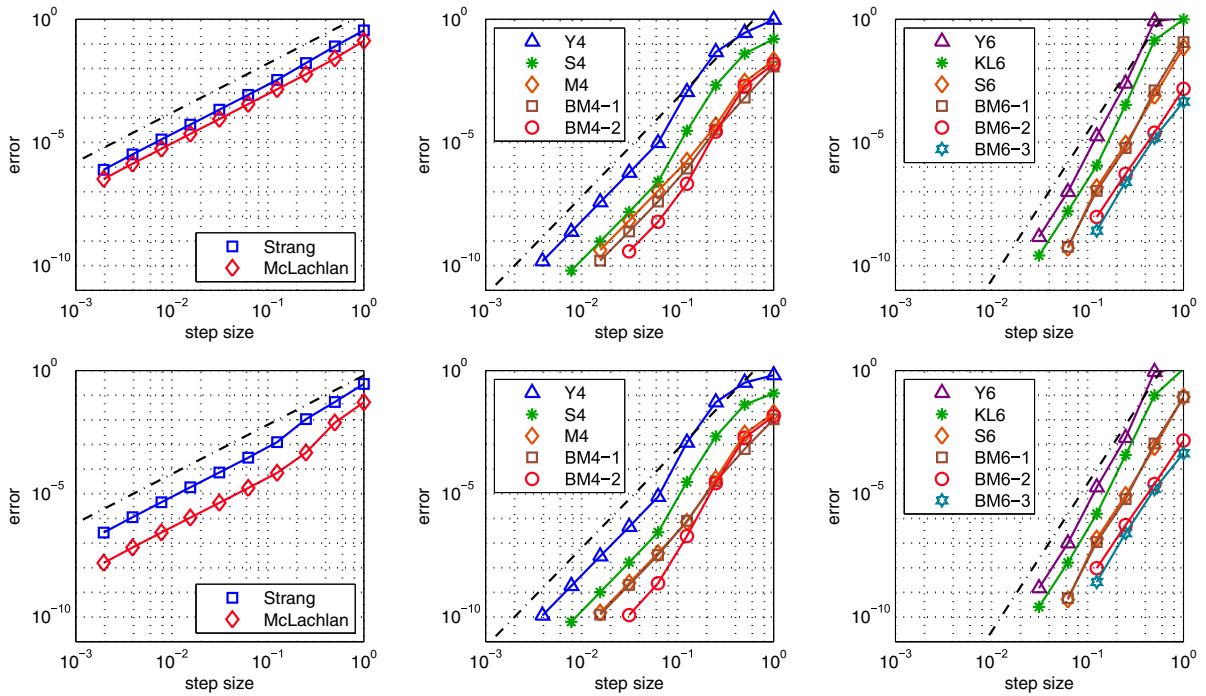 10^0
10^-5
10^-10
error
Strang
McLachlan
10^-3
10^-2
10^-1
10^0
step size
10^0
10^-5
10^-10
error
Y4
S4
M4
BM4-1
BM4-2
10^-3
10^-2
10^-1
10^0
step size
10^0
10^-5
10^-10
error
Y6
KL6
S6
BM6-1
BM6-2
BM6-3
10^-3
10^-2
10^-1
10^0
step size
10^0
10^-5
10^-10
error
Strang
McLachlan
10^-3
10^-2
10^-1
10^0
step size
10^0
10^-5
10^-10
error
Y4
S4
M4
BM4-1
BM4-2
10^-3
10^-2
10^-1
10^0
step size
10^0
10^-5
10^-10
error
Y6
KL6
S6
BM6-1
BM6-2
BM6-3
10^-3
10^-2
10^-1
10^0
step size